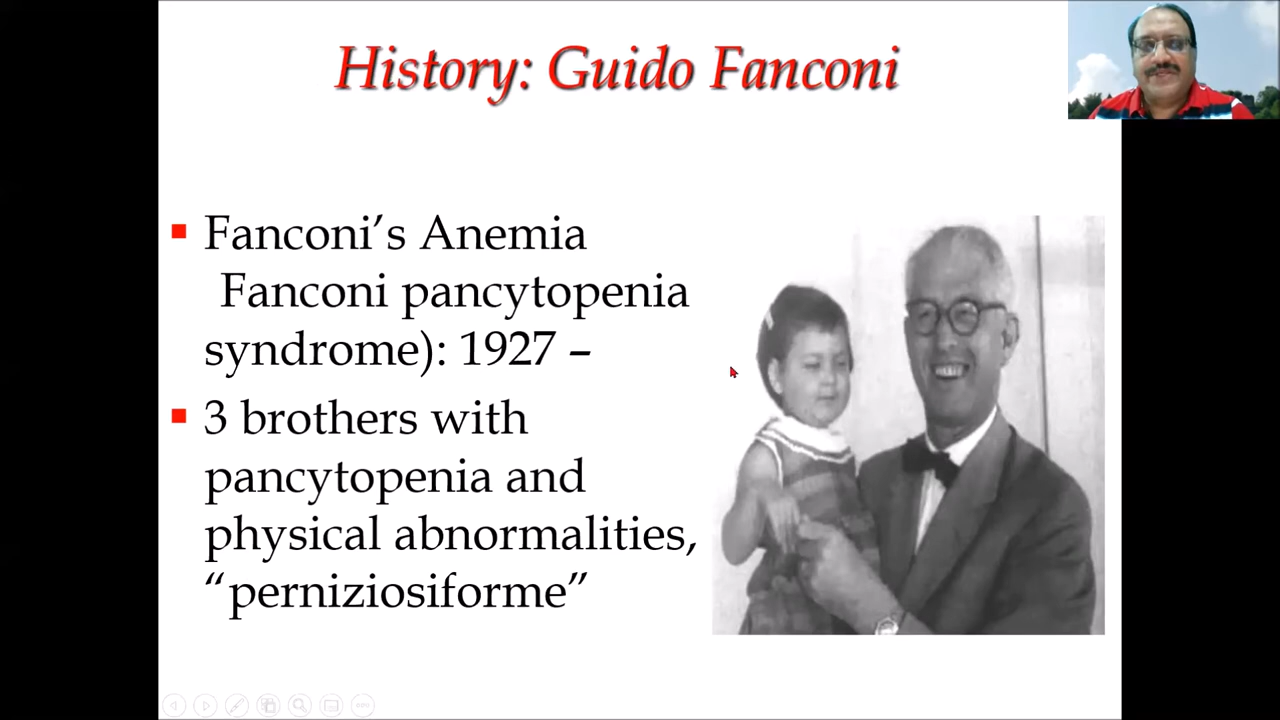 History: Guido Fanconi
▪ Fanconi’s Anemia
Fanconi pancytopenia
syndrome): 1927 –
▪ 3 brothers with
pancytopenia and
physical abnormalities,
“perniziosiforme”